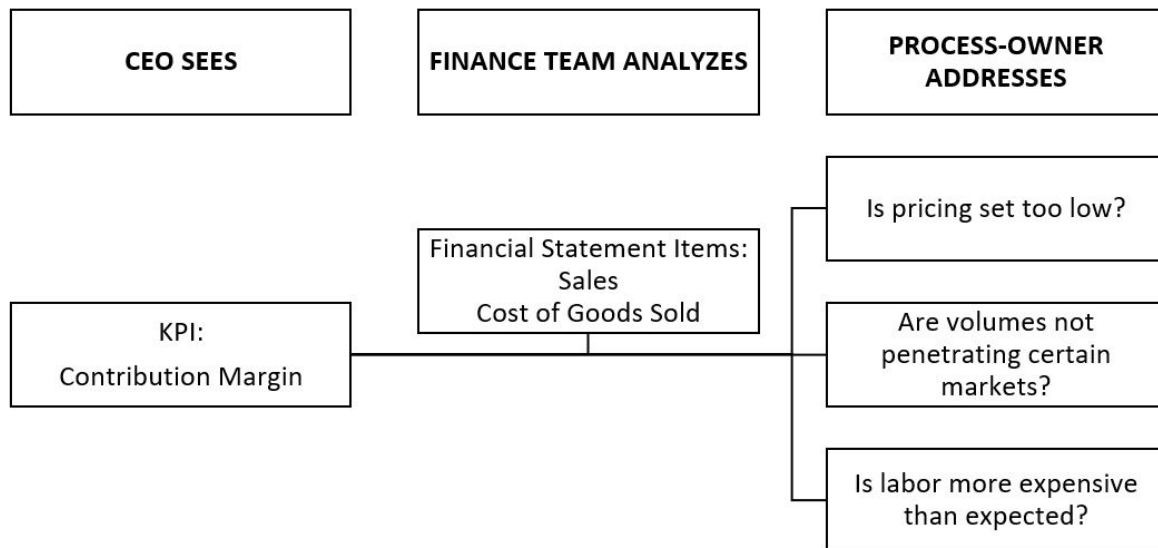 CEO SEES
FINANCE TEAM ANALYZES
PROCESS-OWNER
ADDRESSES
KPI:
Contribution Margin
Financial Statement Items:
Sales
Cost of Goods Sold
Is pricing set too low?
Are volumes not
penetrating certain
markets?
Is labor more expensive
than expected?